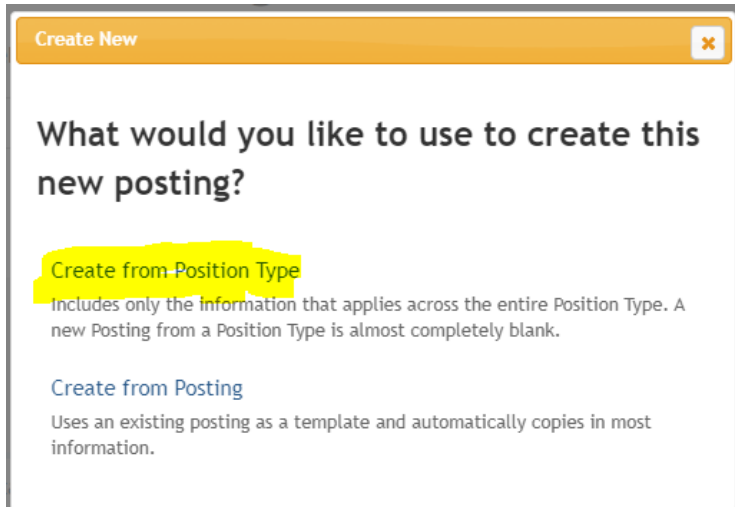 Create New
What would you like to use to create this
new posting?
Create from Position Type
Includes only the information that applies across the entire Position Type. A
new Posting from a Position Type is almost completely blank.
Create from Posting
Uses an existing posting as a template and automatically copies in most
information.